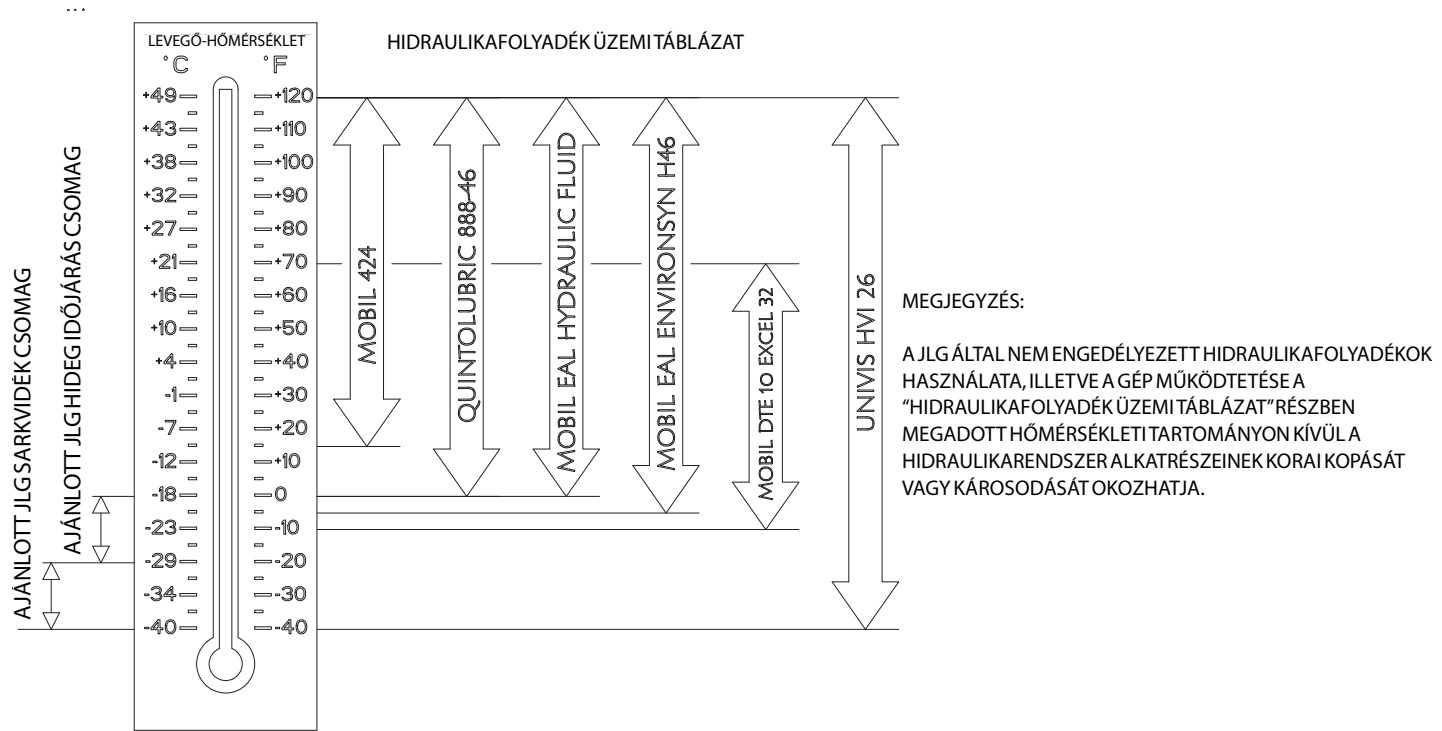 ...
LEVEGŐ-HŐMÉRSÉKLET
HIDRAULIKAFOLYADÉK ÜZEMI TÁBLÁZAT
°C °F
+49 +120
+43 +110
+38 +100
+32 +90
+27 +80
+21 +70
+16 +60
+10 +50
+4 +40
-1 +30
-7 +20
-12 +10
-18 0
-23 -10
-29 -20
-34 -30
-40 -40
AJÁNLOTT JLG SARKVIDÉK CSOMAG
AJÁNLOTT JLG HIDEG IDŐJÁRÁS CSOMAG
MOBIL 424
QUINTOLUBRIC 888-46
MOBIL EAL HYDRAULIC FLUID
MOBIL EAL ENVIRONSYN H46
MOBIL DTE 10 EXCEL 32
UNIVIS HVI 26
MEGJEGYZÉS:
A JLG ÁLTAL NEM ENGEDÉLYEZETT HIDRAULIKAFOLYADÉKOK
HASZNÁLATA, ILLETVE A GÉP MŰKÖDTETÉSE A
“HIDRAULIKAFOLYADÉK ÜZEMI TÁBLÁZAT” RÉSZBEN
MEGADOTT HŐMÉRSÉKLETI TARTOMÁNYON KÍVÜL A
HIDRAULIKARENDSZER ALKATRÉSZEINEK KORAI KOPÁSÁT
VAGY KÁROSODÁSÁT OKOZHATJA.